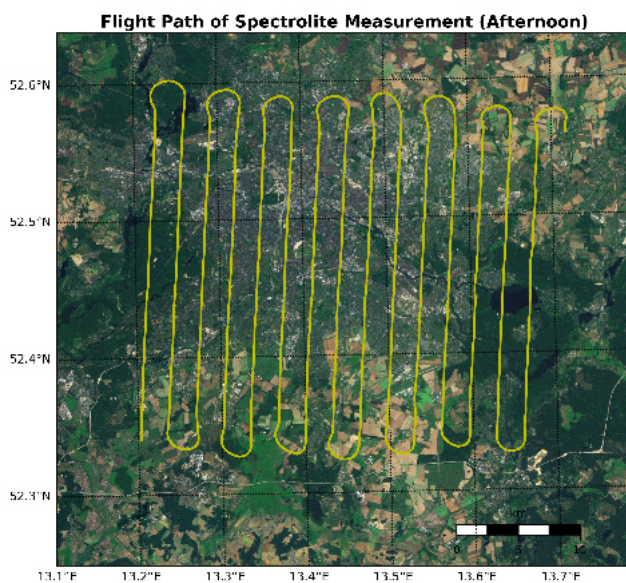 Flight Path of Spectrolite Measurement (Afternoon)
52.6°N
52.5°N
52.4°N
52.3°N
km
0 5 10
13.1°E 13.2°E 13.3°E 13.4°E 13.5°E 13.6°E 13.7°E